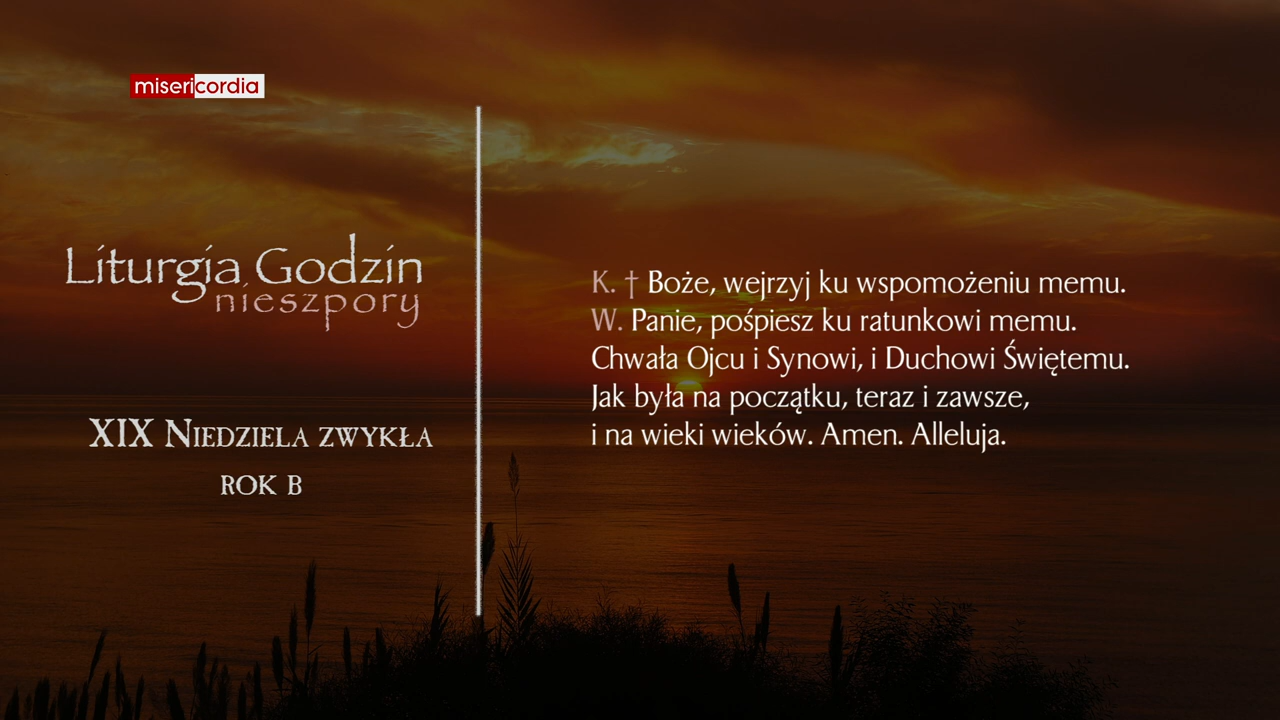 misericordia
Liturgia Godzin
nieszpory
XIX Niedziela zwykła
rok B
K. † Boże, wejrzyj ku wspomożeniu memu.
W. Panie, pośpiesz ku ratunkowi memu.
Chwała Ojcu i Synowi, i Duchowi Świętemu.
Jak była na początku, teraz i zawsze,
i na wieki wieków. Amen. Alleluja.